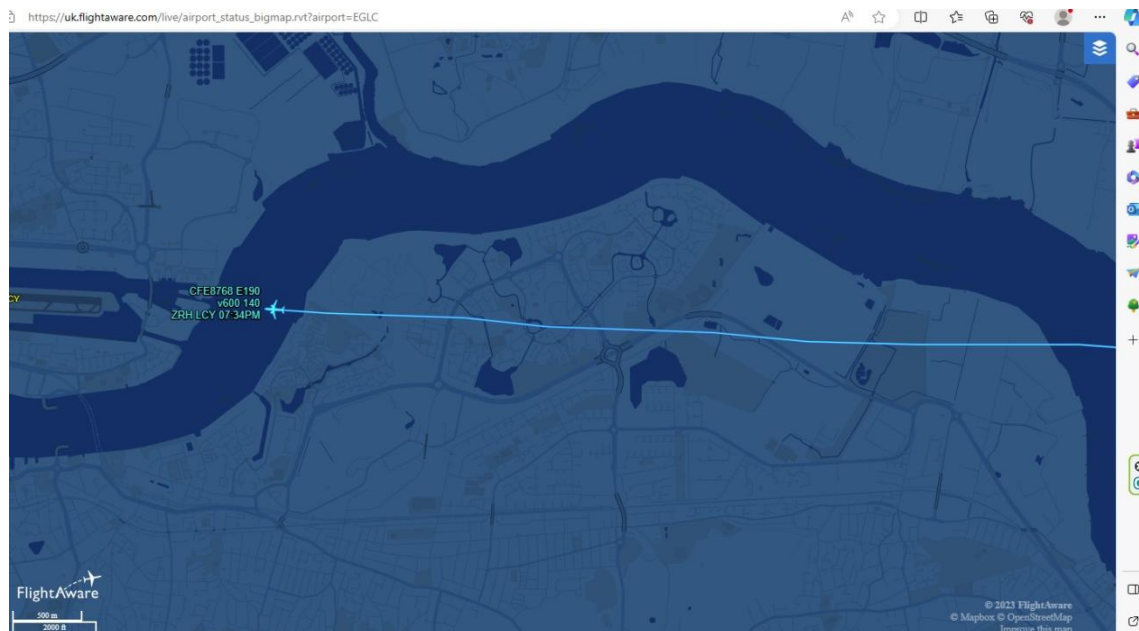 https://uk.flightaware.com/live/airport_status_bigmap.rvt?airport=EGLC
CFE8768 E190
v600 140
ZRH LCY 07:34PM
CY
FlightAware
500 m
2000 ft
© 2023 FlightAware
© Mapbox © OpenStreetMap
Improve this map